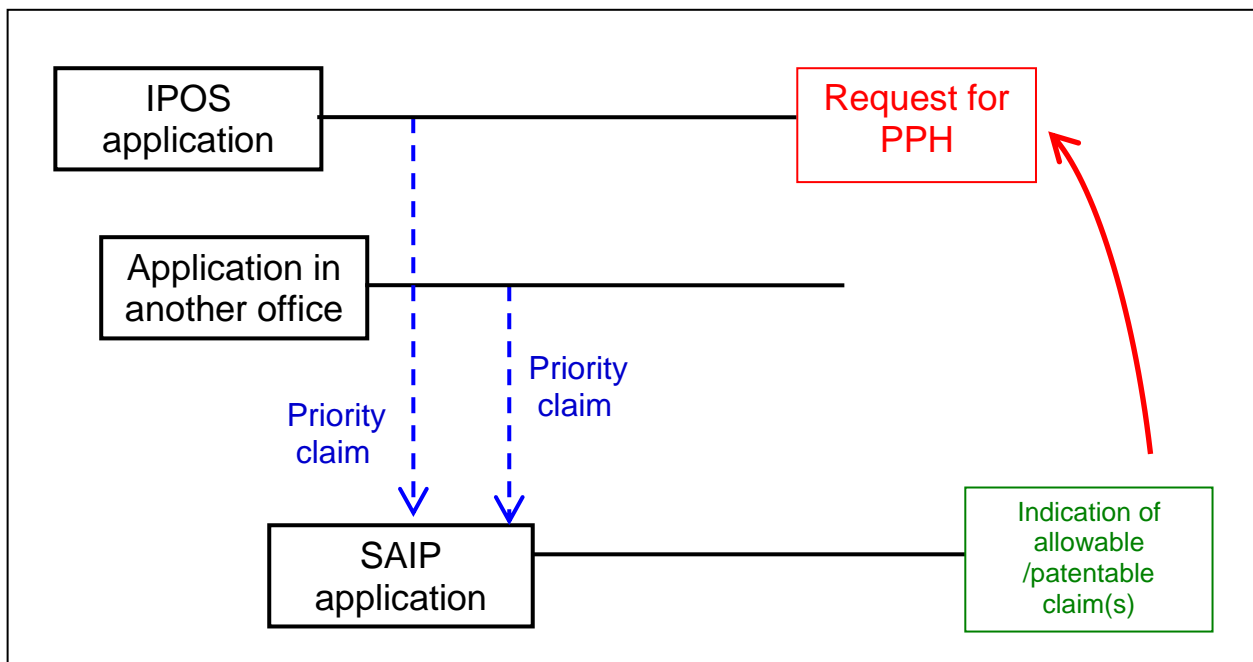 IPOS
application
Request for
PPH
Application in
another office
Priority
claim
Priority
claim
SAIP
application
Indication of
allowable
/patentable
claim(s)